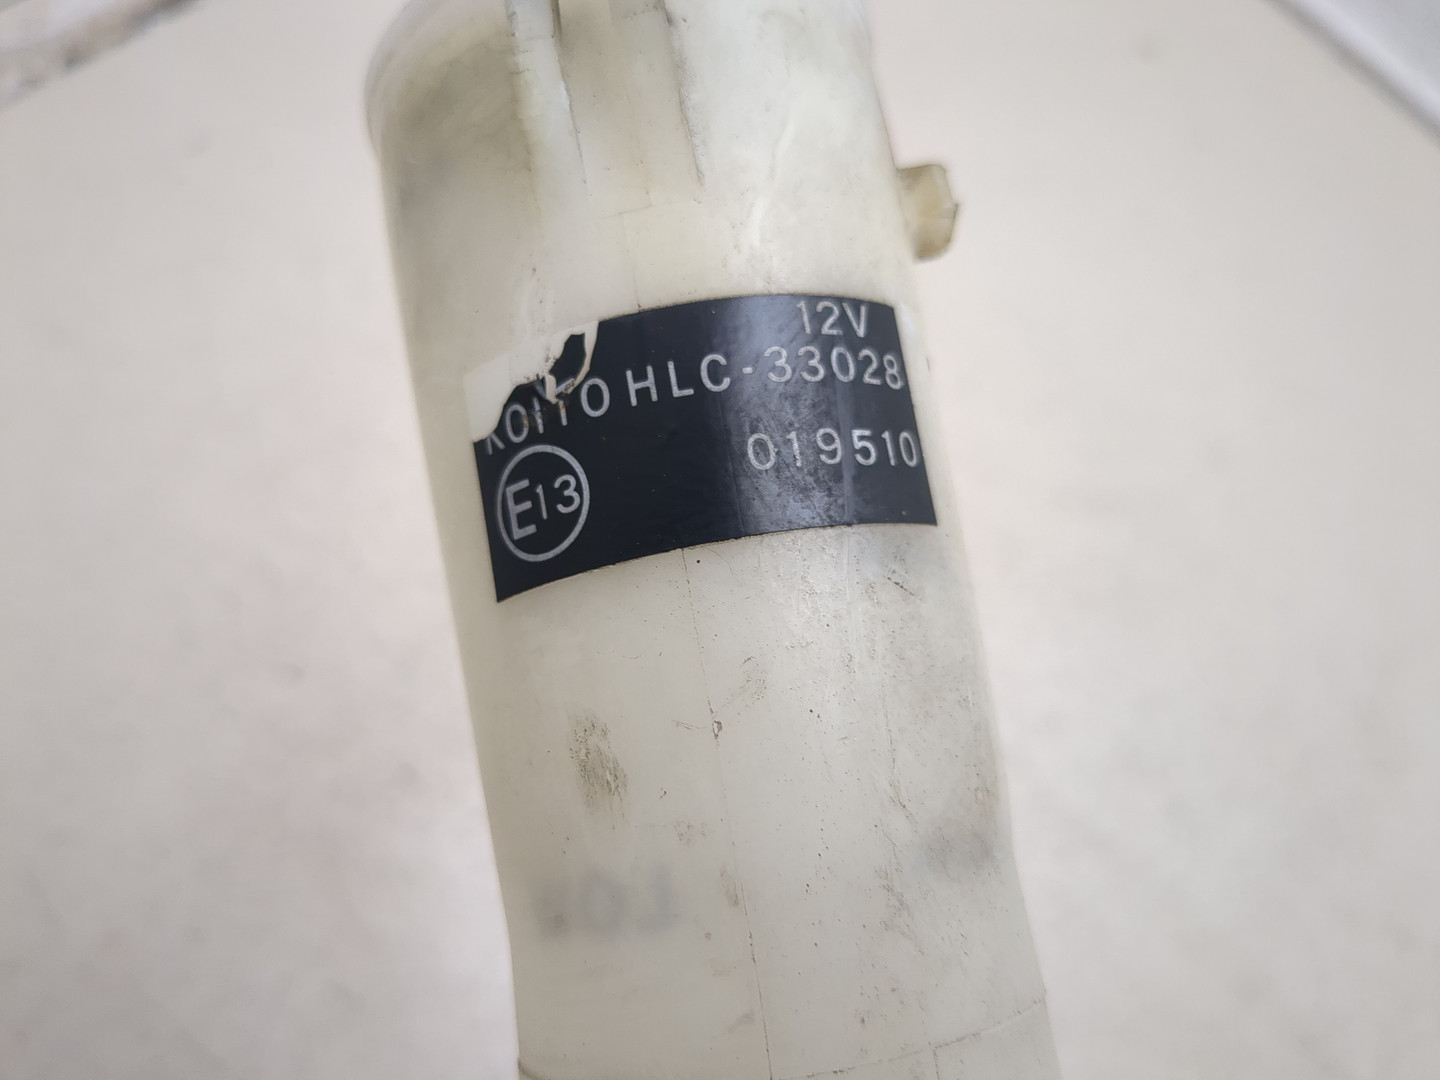 12V
KOITO HLC-33028
019510
E13